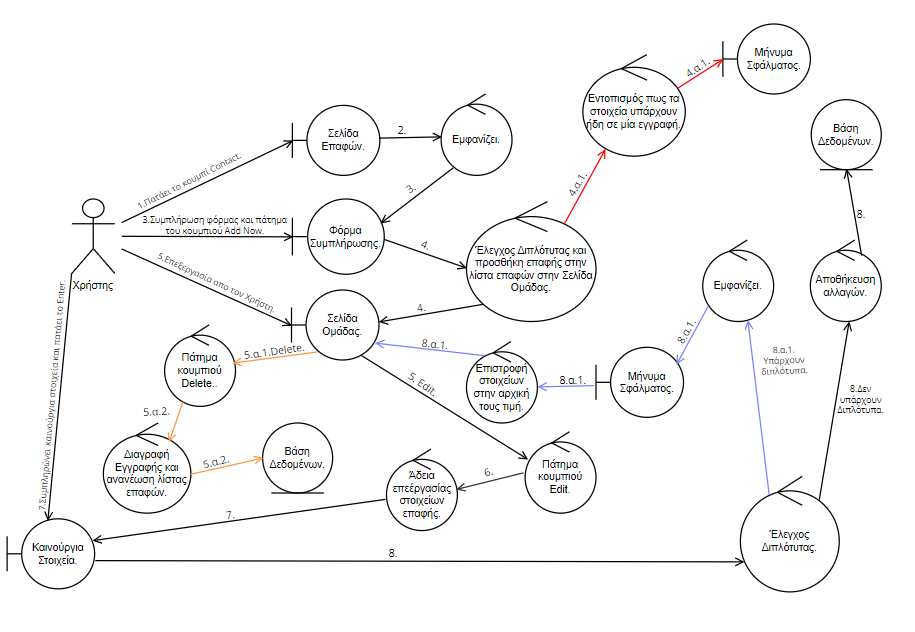 Μήνυμα
Σφάλματος.
4.α.1.
Εντοπισμός πως τα
στοιχεία υπάρχουν
ήδη σε μία εγγραφή.
Βάση
Δεδομένων.
Σελίδα
Επαφών.
2.
Εμφανίζει.
1.Πατάει το κουμπί Contact.
4.α.1.
3.
3.Συμπλήρωση φόρμας και πάτημα
του κουμπιού Add Now.
Φόρμα
Συμπλήρωσης.
4.
Έλεγχος Διπλότυτας και
προσθήκη επαφής στην
λίστα επαφών στην Σελίδα
Ομάδας.
8.
Χρήστης
5.Επεξεργασία απο τον Χρήστη.
Εμφανίζει.
Αποθήκευση
αλλαγών.
4.
Σελίδα
Ομάδας.
8.α.1.
8.α.1.
5.α.1.Delete.
Πάτημα
κουμπιού
Delete..
Επιστροφή
στοιχείων
στην αρχική
τους τιμή.
8.α.1.
Μήνυμα
Σφάλματος.
8.α.1.
Υπάρχουν
διπλότυπα.
8.Δεν
υπάρχουν
Διπλότυπα.
5. Edit.
5.α.2.
Διαγραφή
Εγγραφής και
ανανέωση λίστας
επαφών.
5.α.2.
Βάση
Δεδομένων.
Άδεια
επεέργασίας
στοιχείων
επαφής.
6.
Πάτημα
κουμπιού
Edit.
7.Συμπληρώνει καινούργια στοιχεία και πατάει το Enter.
7.
Καινούργια
Στοιχεία.
8.
Έλεγχος
Διπλότυτας.